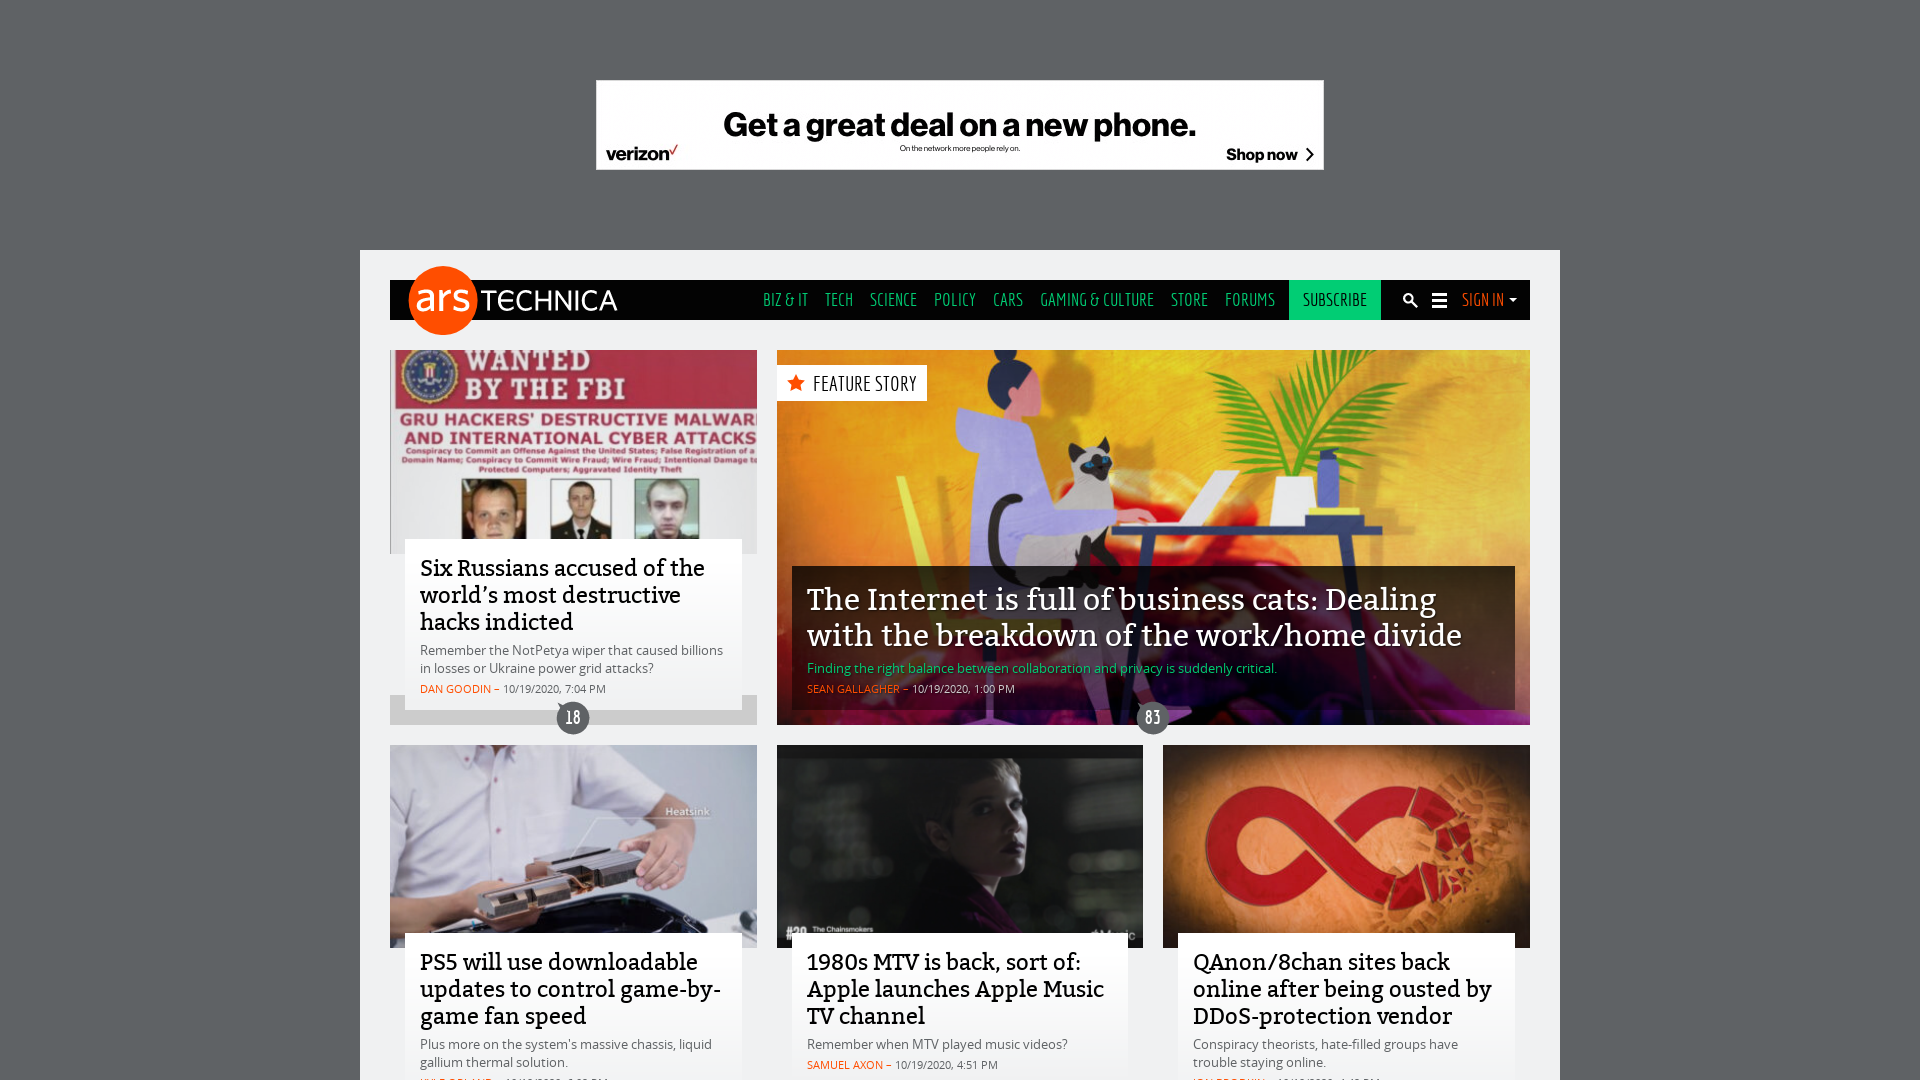 Get a great deal on a new phone.
On the network more people rely on.
verizon
Shop now
ars TECHNICA
BIZ & IT TECH SCIENCE POLICY CARS GAMING & CULTURE STORE FORUMS SUBSCRIBE SIGN IN
WANTED
BY THE FBI
GRU HACKERS' DESTRUCTIVE MALWAR
AND INTERNATIONAL CYBER ATTACKS
Conspiracy to Commit an Offense Against the United States; False Registration of a
Domain Name; Conspiracy to Commit Wire Fraud; Wire Fraud; Intentional Damage to
Protected Computers; Aggravated Identity Theft
Six Russians accused of the
world’s most destructive
hacks indicted
Remember the NotPetya wiper that caused billions
in losses or Ukraine power grid attacks?
DAN GOODIN – 10/19/2020, 7:04 PM
18
FEATURE STORY
The Internet is full of business cats: Dealing
with the breakdown of the work/home divide
Finding the right balance between collaboration and privacy is suddenly critical.
SEAN GALLAGHER – 10/19/2020, 1:00 PM
83
Heatsink
PS5 will use downloadable
updates to control game-by-
game fan speed
Plus more on the system's massive chassis, liquid
gallium thermal solution.
The Chainsmokers
1980s MTV is back, sort of:
Apple launches Apple Music
TV channel
Remember when MTV played music videos?
SAMUEL AXON – 10/19/2020, 4:51 PM
QAnon/8chan sites back
online after being ousted by
DDoS-protection vendor
Conspiracy theorists, hate-filled groups have
trouble staying online.